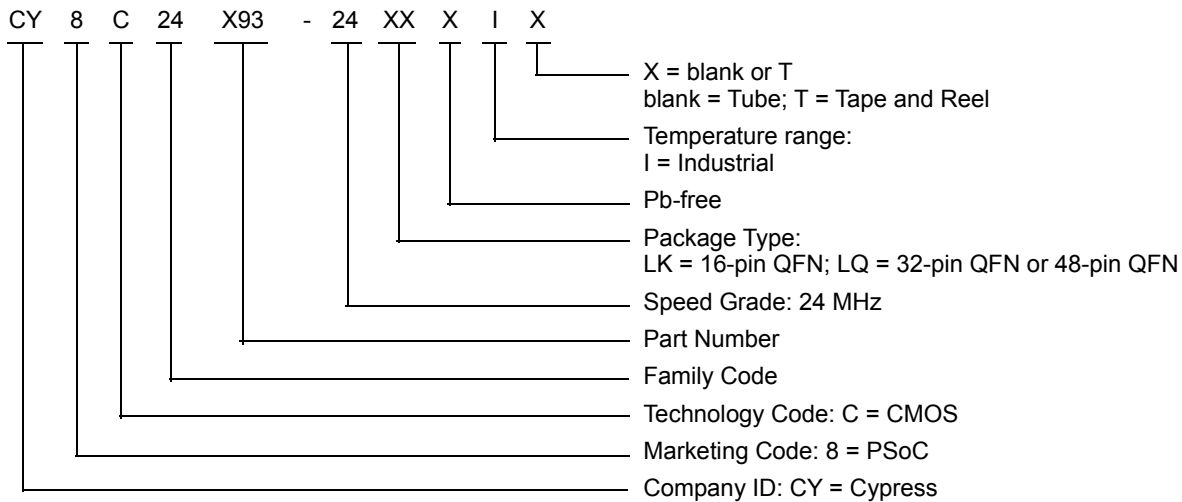 CY 8 C 24 X93 - 24 XX X I X
X = blank or T
blank = Tube; T = Tape and Reel
Temperature range:
I = Industrial
Pb-free
Package Type:
LK = 16-pin QFN; LQ = 32-pin QFN or 48-pin QFN
Speed Grade: 24 MHz
Part Number
Family Code
Technology Code: C = CMOS
Marketing Code: 8 = PSoC
Company ID: CY = Cypress